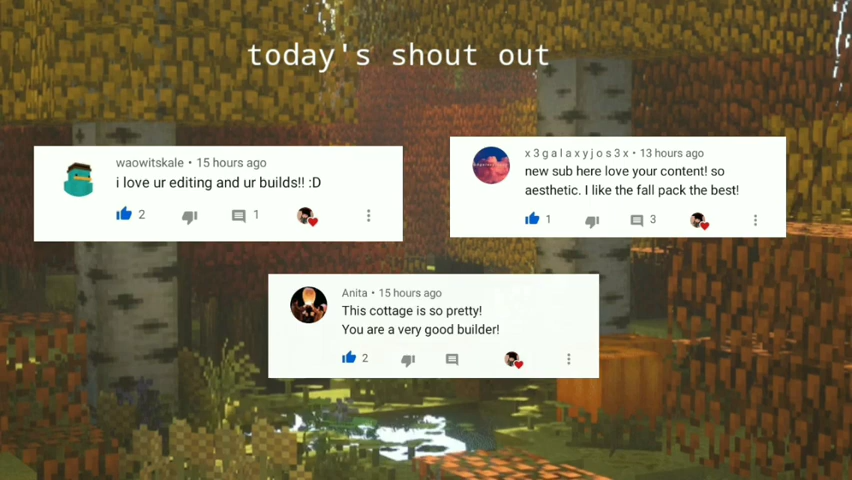 today's shout out
waowitskale • 15 hours ago
i love ur editing and ur builds!! :D
2
1
x 3 g a l a x y j o s 3 x • 13 hours ago
new sub here love your content! so
aesthetic. I like the fall pack the best!
1
3
Anita • 15 hours ago
This cottage is so pretty!
You are a very good builder!
2